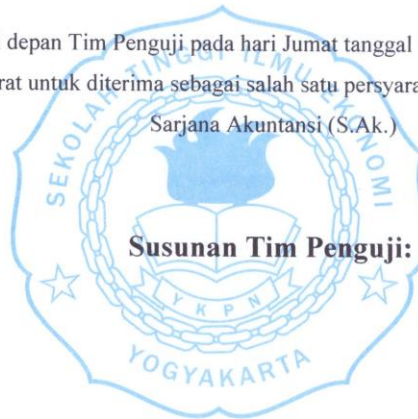 depan Tim Penguji pada hari Jumat tanggal
rat untuk diterima sebagai salah satu persyara
Sarjana Akuntansi (S.Ak.)
SEKOLAH TINGGI ILMU EKONOMI
Susunan Tim Penguji:
YKPN
YOGYAKARTA